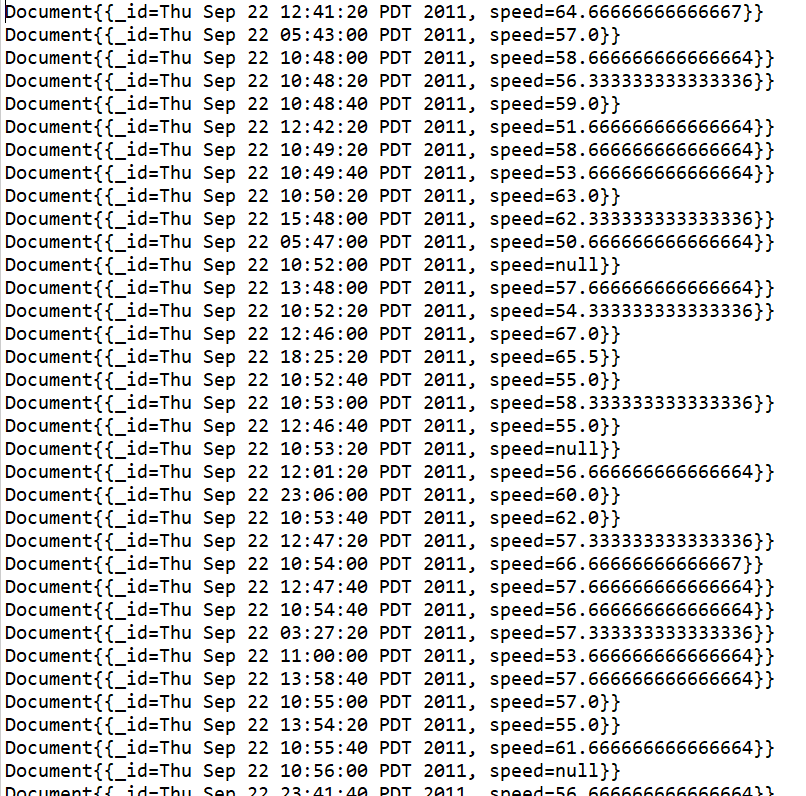 Document{{_id=Thu Sep 22 12:41:20 PDT 2011, speed=64.66666666666667}}
Document{{_id=Thu Sep 22 05:43:00 PDT 2011, speed=57.0}}
Document{{_id=Thu Sep 22 10:48:00 PDT 2011, speed=58.666666666666664}}
Document{{_id=Thu Sep 22 10:48:20 PDT 2011, speed=56.333333333333336}}
Document{{_id=Thu Sep 22 10:48:40 PDT 2011, speed=59.0}}
Document{{_id=Thu Sep 22 12:42:20 PDT 2011, speed=51.666666666666664}}
Document{{_id=Thu Sep 22 10:49:20 PDT 2011, speed=58.666666666666664}}
Document{{_id=Thu Sep 22 10:49:40 PDT 2011, speed=53.666666666666664}}
Document{{_id=Thu Sep 22 10:50:20 PDT 2011, speed=63.0}}
Document{{_id=Thu Sep 22 15:48:00 PDT 2011, speed=62.333333333333336}}
Document{{_id=Thu Sep 22 05:47:00 PDT 2011, speed=50.666666666666664}}
Document{{_id=Thu Sep 22 10:52:00 PDT 2011, speed=null}}
Document{{_id=Thu Sep 22 13:48:00 PDT 2011, speed=57.666666666666664}}
Document{{_id=Thu Sep 22 10:52:20 PDT 2011, speed=54.333333333333336}}
Document{{_id=Thu Sep 22 12:46:00 PDT 2011, speed=67.0}}
Document{{_id=Thu Sep 22 18:25:20 PDT 2011, speed=65.5}}
Document{{_id=Thu Sep 22 10:52:40 PDT 2011, speed=55.0}}
Document{{_id=Thu Sep 22 10:53:00 PDT 2011, speed=58.333333333333336}}
Document{{_id=Thu Sep 22 12:46:40 PDT 2011, speed=55.0}}
Document{{_id=Thu Sep 22 10:53:20 PDT 2011, speed=null}}
Document{{_id=Thu Sep 22 12:01:20 PDT 2011, speed=56.666666666666664}}
Document{{_id=Thu Sep 22 23:06:00 PDT 2011, speed=60.0}}
Document{{_id=Thu Sep 22 10:53:40 PDT 2011, speed=62.0}}
Document{{_id=Thu Sep 22 12:47:20 PDT 2011, speed=57.333333333333336}}
Document{{_id=Thu Sep 22 10:54:00 PDT 2011, speed=66.66666666666667}}
Document{{_id=Thu Sep 22 12:47:40 PDT 2011, speed=57.666666666666664}}
Document{{_id=Thu Sep 22 10:54:40 PDT 2011, speed=56.666666666666664}}
Document{{_id=Thu Sep 22 03:27:20 PDT 2011, speed=57.333333333333336}}
Document{{_id=Thu Sep 22 11:00:00 PDT 2011, speed=53.666666666666664}}
Document{{_id=Thu Sep 22 13:58:40 PDT 2011, speed=57.666666666666664}}
Document{{_id=Thu Sep 22 10:55:00 PDT 2011, speed=57.0}}
Document{{_id=Thu Sep 22 13:54:20 PDT 2011, speed=55.0}}
Document{{_id=Thu Sep 22 10:55:40 PDT 2011, speed=61.666666666666664}}
Document{{_id=Thu Sep 22 10:56:00 PDT 2011, speed=null}}
Document{{_id=Thu Sep 22 23:41:40 PDT 2011, speed=56.666666666666664}}